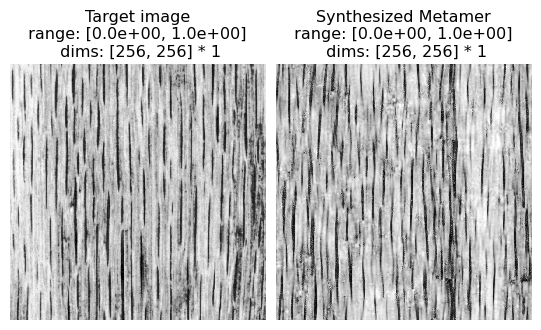 Target image
range: [0.0e+00, 1.0e+00]
dims: [256, 256] * 1
Synthesized Metamer
range: [0.0e+00, 1.0e+00]
dims: [256, 256] * 1